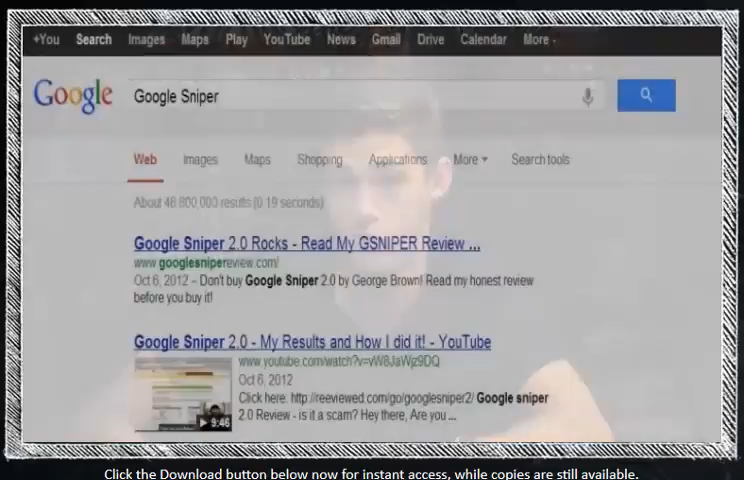 +You Search Images Maps Play YouTube News Gmail Drive Calendar More
Google Google Sniper
Web Images Maps Shopping Applications More Search tools
About 46,800,000 results (0.19 seconds)
Google Sniper 2.0 Rocks - Read My GSNIPER Review ...
www.googlesnipereview.com/
Oct 6, 2012 – Don't buy Google Sniper 2.0 by George Brown! Read my honest review
before you buy it!
Google Sniper 2.0 - My Results and How I did it! - YouTube
www.youtube.com/watch?v=vW8JaWjz9DQ
Oct 6, 2012
Click here: http://reeviewed.com/go/googlesniper2/ Google sniper
2.0 Review - is it a scam? Hey there, Are you ...
9:46
Click the Download button below now for instant access, while copies are still available.